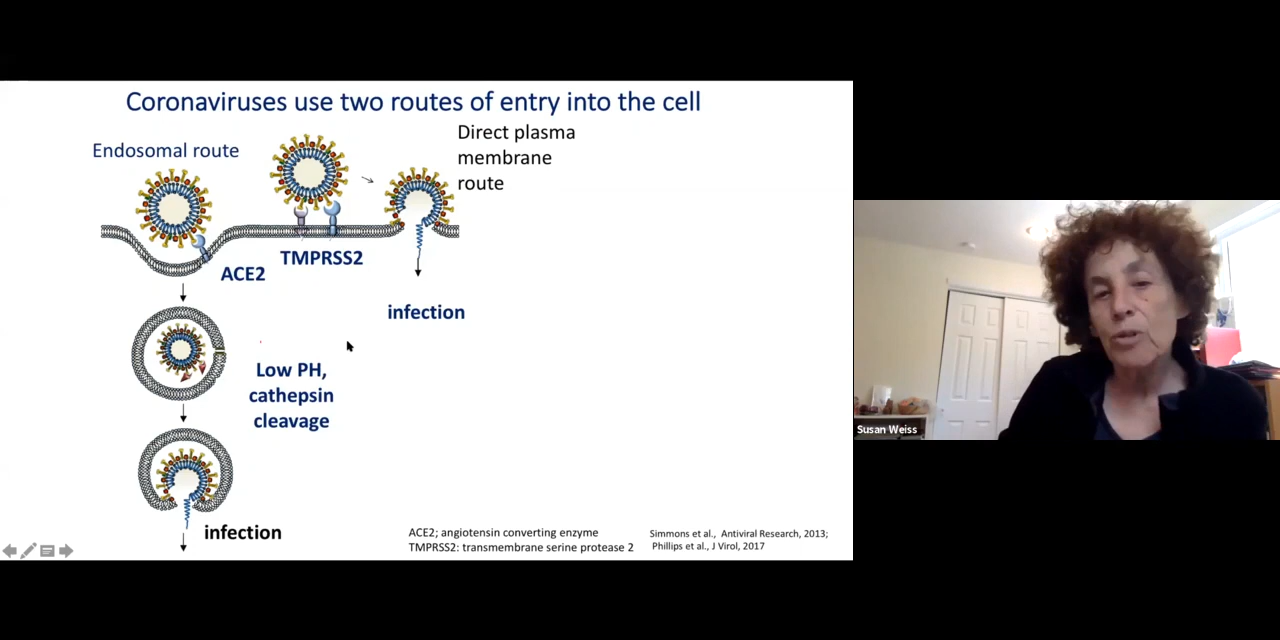 Coronaviruses use two routes of entry into the cell
Endosomal route
Direct plasma
membrane
route
TMPRSS2
ACE2
infection
Low PH,
cathepsin
cleavage
infection
ACE2; angiotensin converting enzyme
TMPRSS2: transmembrane serine protease 2
Simmons et al., Antiviral Research, 2013;
Phillips et al., J Virol, 2017
Susan Weiss